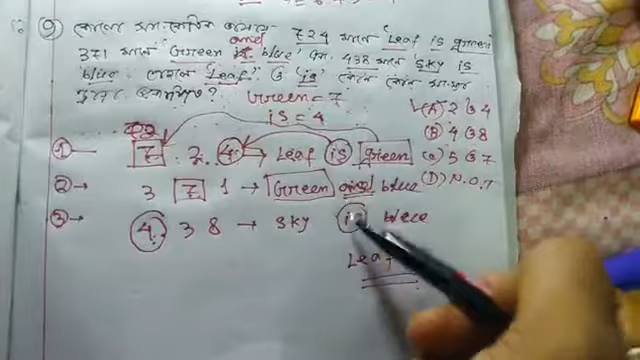 9) কোনো সাংকেতিক ভাষায় 724 মানে 'Leaf is green'
and
371 মানে 'Green is blue' এবং 438 মানে 'Sky is
blue' তাহলে 'Leaf' ও 'is' কোন কোন সংখ্যা
দ্বারা প্রকাশিত?
Green = 7
is = 4
(A) 2 ও 4
(B) 4 ও 8
(C) 5 ও 7
(D) N.O.T
① 7 2 4 → Leaf is green
② → 3 7 1 → Green and blue
③ → 4 3 8 → Sky is blue
Leaf